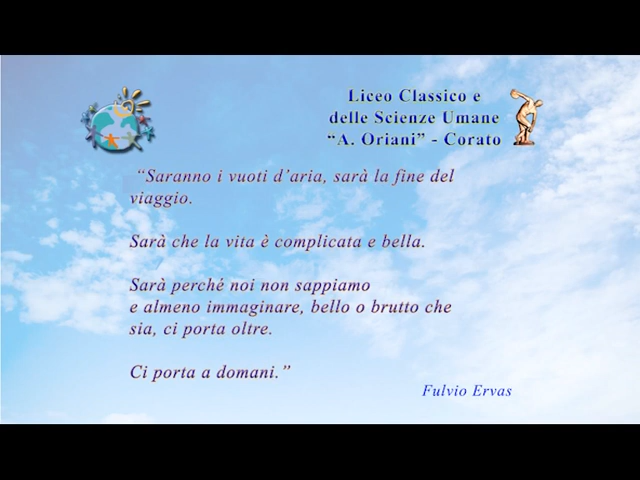 Liceo Classico e
delle Scienze Umane
“A. Oriani” - Corato
“Saranno i vuoti d’aria, sarà la fine del
viaggio.
Sarà che la vita è complicata e bella.
Sarà perché noi non sappiamo
e almeno immaginare, bello o brutto che
sia, ci porta oltre.
Ci porta a domani.”
Fulvio Ervas